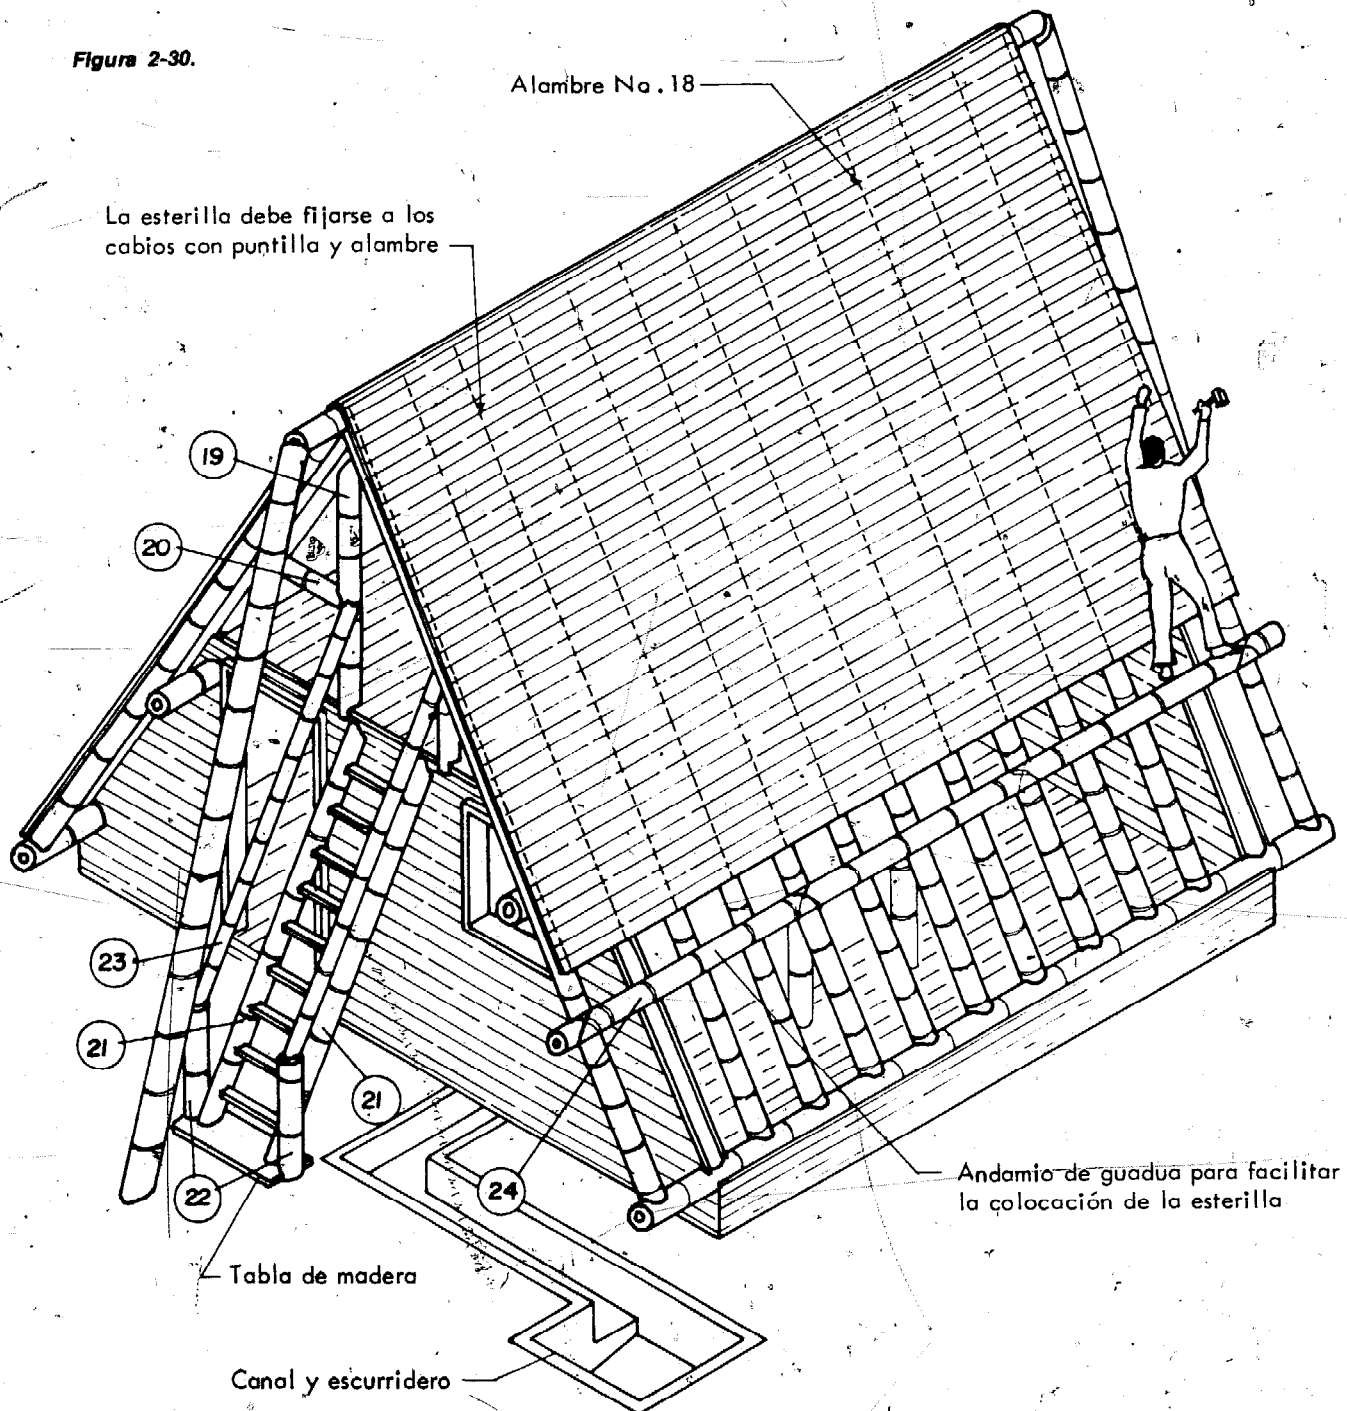 Figura 2-30.
Alambre No. 18
La esterilla debe fijarse a los
cabios con puntilla y alambre
19
20
23
21
21
22
24
Andamio de guadua para facilitar
la colocación de la esterilla
Tabla de madera
Canal y escurridero